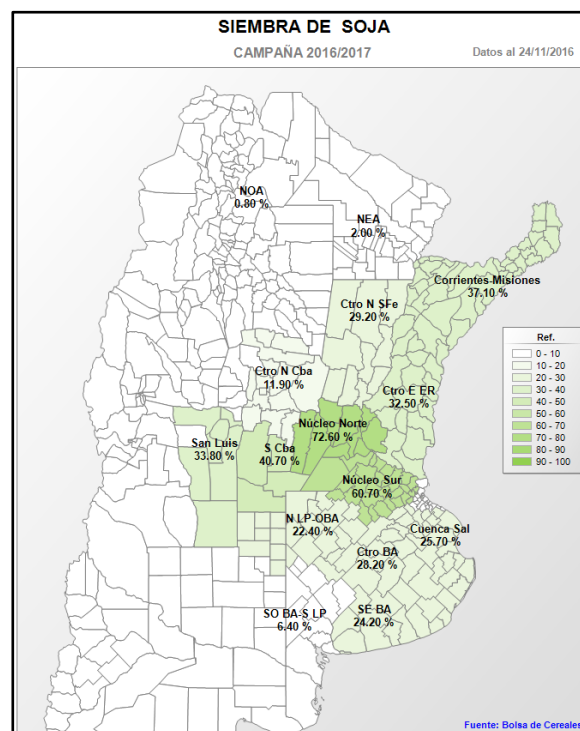 SIEMBRA DE SOJA
CAMPAÑA 2016/2017
Datos al 24/11/2016
NOA
0.80 %
NEA
2.00 %
Corrientes-Misiones
37.10 %
Ctro N SFe
29.20 %
Ctro N Cba
11.90 %
Ctro E ER
32.50 %
Núcleo Norte
72.60 %
San Luis
33.80 %
S Cba
40.70 %
Núcleo Sur
60.70 %
N LP-OBA
22.40 %
Cuenca Sal
25.70 %
Ctro BA
28.20 %
SO BA-S LP
6.40 %
SE BA
24.20 %
Ref.
0 - 10
10 - 20
20 - 30
30 - 40
40 - 50
50 - 60
60 - 70
70 - 80
80 - 90
90 - 100
Fuente: Bolsa de Cereales